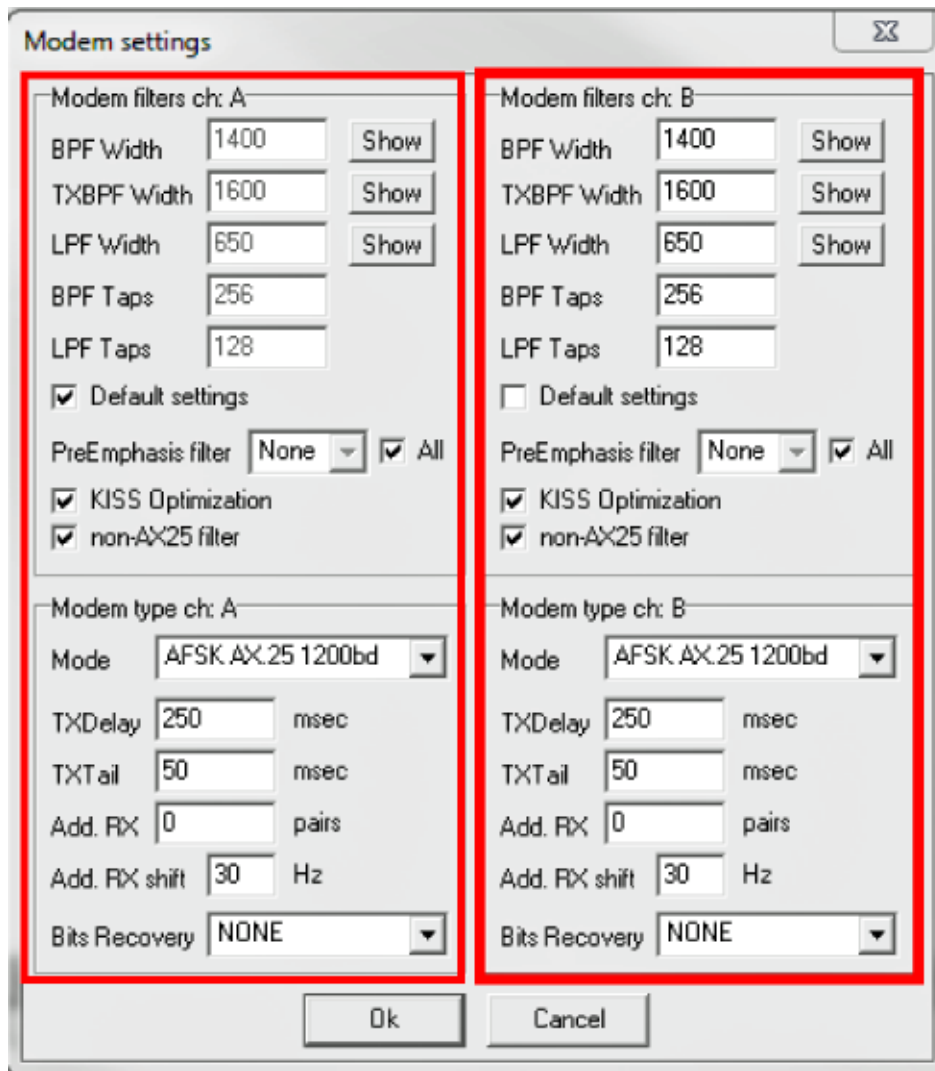 Modem settings
Modem filters ch: A
BPF Width 1400 Show
TXBPF Width 1600 Show
LPF Width 650 Show
BPF Taps 256
LPF Taps 128
Default settings
PreEmphasis filter None All
KISS Optimization
non-AX25 filter
Modem type ch: A
Mode AFSK AX.25 1200bd
TXDelay 250 msec
TXTail 50 msec
Add. RX 0 pairs
Add. RX shift 30 Hz
Bits Recovery NONE
Modem filters ch: B
BPF Width 1400 Show
TXBPF Width 1600 Show
LPF Width 650 Show
BPF Taps 256
LPF Taps 128
Default settings
PreEmphasis filter None All
KISS Optimization
non-AX25 filter
Modem type ch: B
Mode AFSK AX.25 1200bd
TXDelay 250 msec
TXTail 50 msec
Add. RX 0 pairs
Add. RX shift 30 Hz
Bits Recovery NONE
Ok Cancel